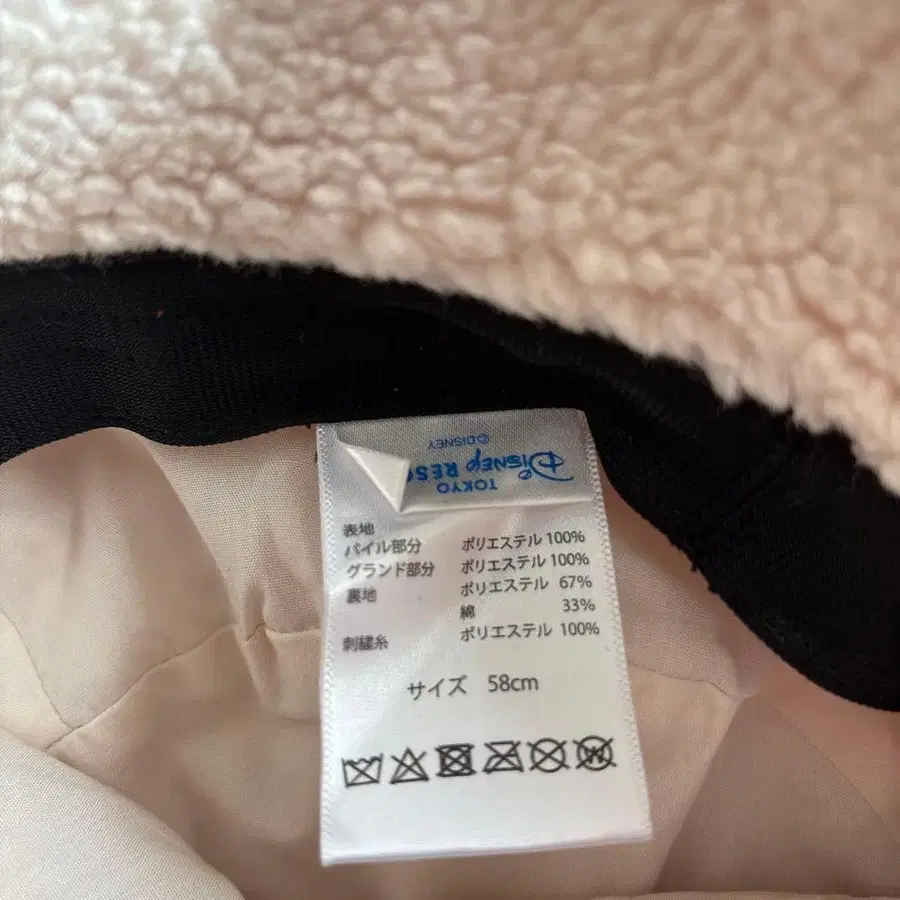 © DISNEY
DISNEY RES
TOKYO
表地
パイル部分 ポリエステル 100%
グランド部分 ポリエステル 100%
裏地 ポリエステル 67%
綿 33%
刺繍糸 ポリエステル 100%
サイズ 58cm
W